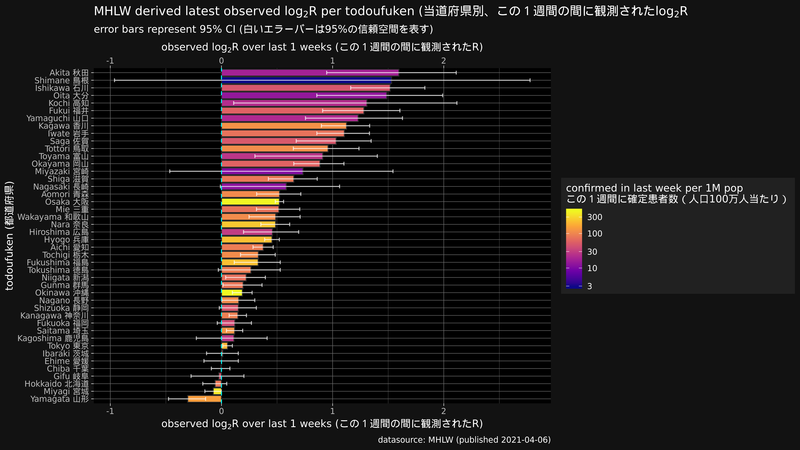 MHLW derived latest observed log₂R per todoufuken (当道府県別、この１週間の間に観測されたlog₂R
error bars represent 95% CI (白いエラーバーは95%の信頼空間を表す)
observed log₂R over last 1 weeks (この１週間の間に観測されたR)
-1 0 1 2
todoufuken (都道府県)
Akita 秋田
Shimane 島根
Ishikawa 石川
Oita 大分
Kochi 高知
Fukui 福井
Yamaguchi 山口
Kagawa 香川
Iwate 岩手
Saga 佐賀
Tottori 鳥取
Toyama 富山
Okayama 岡山
Miyazaki 宮崎
Shiga 滋賀
Nagasaki 長崎
Aomori 青森
Osaka 大阪
Mie 三重
Wakayama 和歌山
Nara 奈良
Hiroshima 広島
Hyogo 兵庫
Aichi 愛知
Tochigi 栃木
Fukushima 福島
Tokushima 徳島
Niigata 新潟
Gunma 群馬
Okinawa 沖縄
Nagano 長野
Shizuoka 静岡
Kanagawa 神奈川
Fukuoka 福岡
Saitama 埼玉
Kagoshima 鹿児島
Tokyo 東京
Ibaraki 茨城
Ehime 愛媛
Chiba 千葉
Gifu 岐阜
Hokkaido 北海道
Miyagi 宮城
Yamagata 山形
-1 0 1 2
observed log₂R over last 1 weeks (この１週間の間に観測されたR)
confirmed in last week per 1M pop
この１週間に確定患者数 ( 人口100万人当たり )
300
100
30
10
3
datasource: MHLW (published 2021-04-06)